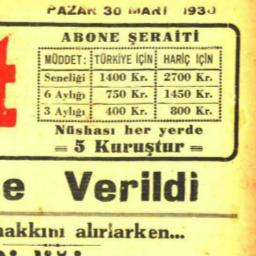 PAZAR 30 MART 1930
ABONE ŞERAİTİ
MÜDDET: TÜRKİYE İÇİN HARİÇ İÇİN
Seneliği 1400 Kr. 2700 Kr.
6 Aylığı 750 Kr. 1450 Kr.
3 Aylığı 400 Kr. 800 Kr.
Nüshası her yerde
= 5 Kuruştur =
e Verildi
hakkını alırlarken...